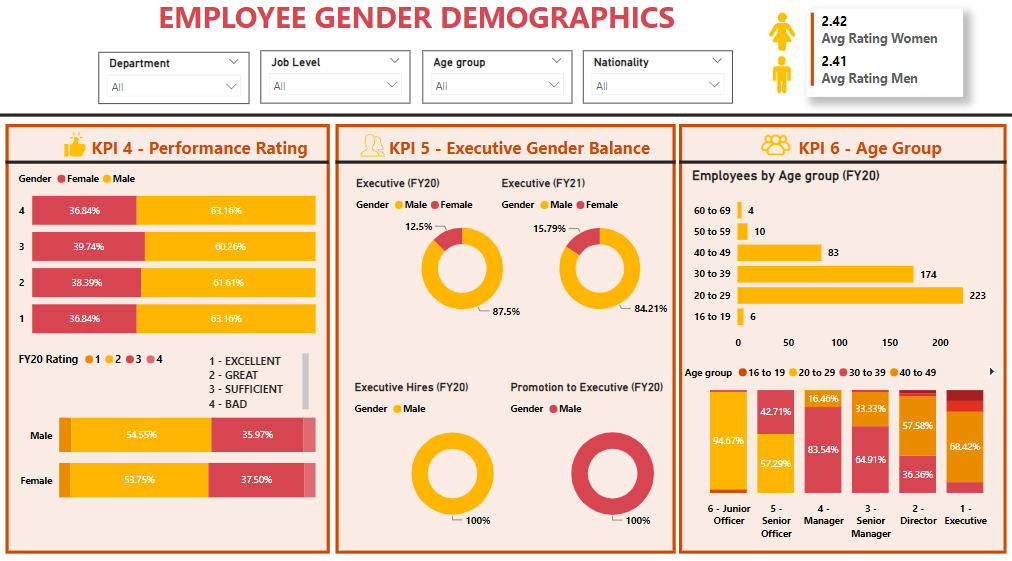 EMPLOYEE GENDER DEMOGRAPHICS
2.42
Avg Rating Women
2.41
Avg Rating Men
Department
All
Job Level
All
Age group
All
Nationality
All
KPI 4 - Performance Rating
Gender Female Male
4 36.84% 63.16%
3 39.74% 60.26%
2 38.39% 61.61%
1 36.84% 63.16%
FY20 Rating 1 2 3 4
1 - EXCELLENT
2 - GREAT
3 - SUFFICIENT
4 - BAD
Male 54.55% 35.97%
Female 53.75% 37.50%
KPI 5 - Executive Gender Balance
Executive (FY20)
Gender Male Female
12.5%
87.5%
Executive (FY21)
Gender Male Female
15.79%
84.21%
Executive Hires (FY20)
Gender Male
100%
Promotion to Executive (FY20)
Gender Male
100%
KPI 6 - Age Group
Employees by Age group (FY20)
60 to 69 4
50 to 59 10
40 to 49 83
30 to 39 174
20 to 29 223
16 to 19 6
0 50 100 150 200
Age group 16 to 19 20 to 29 30 to 39 40 to 49
94.67%
42.71%
57.29%
16.46%
83.54%
33.33%
64.91%
57.58%
36.36%
68.42%
6 - Junior
Officer
5 -
Senior
Officer
4 -
Manager
3 -
Senior
Manager
2 -
Director
1 -
Executive